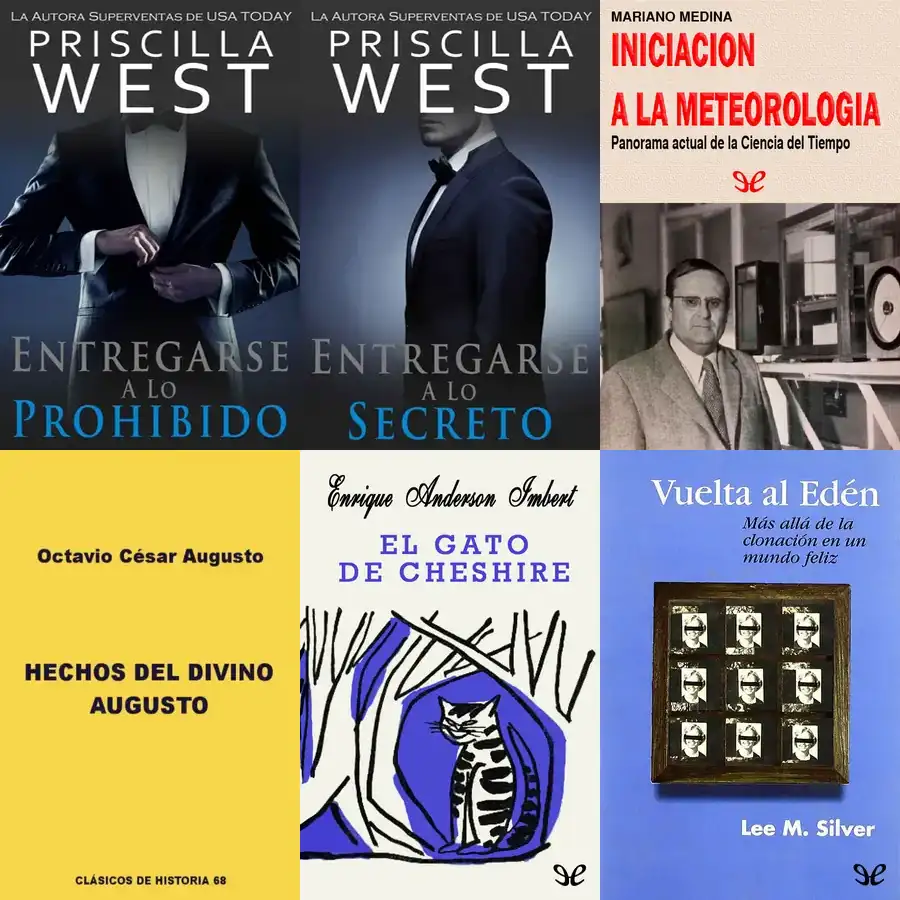 La Autora Superventas de USA TODAY
PRISCILLA
WEST
ENTREGARSE
A LO
PROHIBIDO
La Autora Superventas de USA TODAY
PRISCILLA
WEST
ENTREGARSE
A LO
SECRETO
MARIANO MEDINA
INICIACION
A LA METEOROLOGIA
Panorama actual de la Ciencia del Tiempo
Octavio César Augusto
HECHOS DEL DIVINO
AUGUSTO
CLÁSICOS DE HISTORIA 68
Enrique Anderson Imbert
EL GATO
DE CHESHIRE
Vuelta al Edén
Más allá de la
clonación en un
mundo feliz
Lee M. Silver